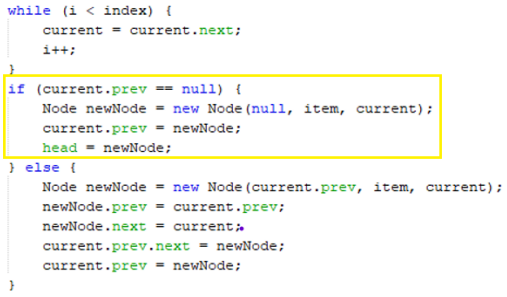 while (i < index) {
    current = current.next;
    i++;
}
if (current.prev == null) {
    Node newNode = new Node(null, item, current);
    current.prev = newNode;
    head = newNode;
} else {
    Node newNode = new Node(current.prev, item, current);
    newNode.prev = current.prev;
    newNode.next = current;
    current.prev.next = newNode;
    current.prev = newNode;
}